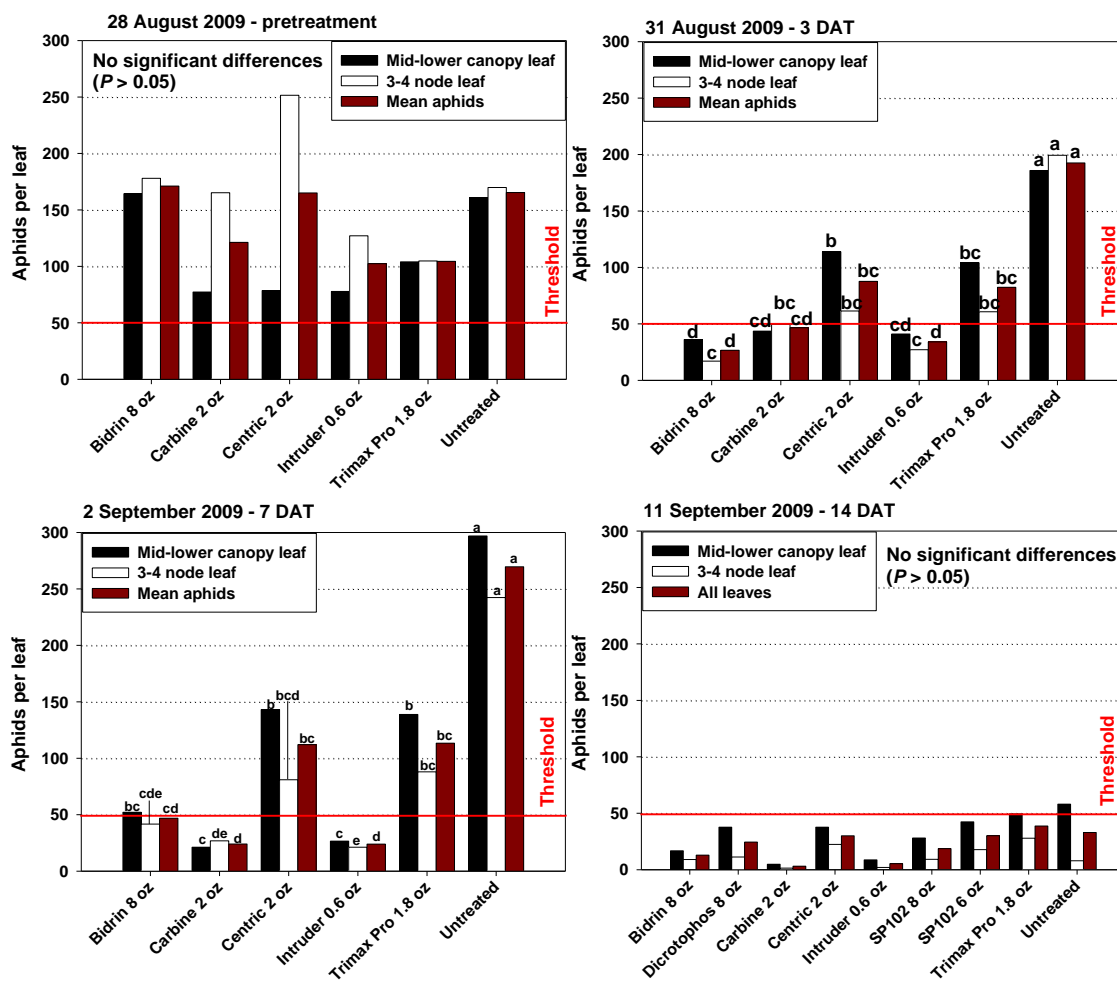 28 August 2009 - pretreatment
300
250
200
150
100
50
0
Aphids per leaf
No significant differences
(P > 0.05)
Mid-lower canopy leaf
3-4 node leaf
Mean aphids
Threshold
Bidrin 8 oz
Carbine 2 oz
Centric 2 oz
Intruder 0.6 oz
Trimax Pro 1.8 oz
Untreated
31 August 2009 - 3 DAT
300
250
200
150
100
50
0
Aphids per leaf
Mid-lower canopy leaf
3-4 node leaf
Mean aphids
d
c
d
cd
bc
cd
b
bc
bc
cd
c
d
bc
bc
bc
a
a
a
Threshold
Bidrin 8 oz
Carbine 2 oz
Centric 2 oz
Intruder 0.6 oz
Trimax Pro 1.8 oz
Untreated
2 September 2009 - 7 DAT
300
250
200
150
100
50
0
Aphids per leaf
Mid-lower canopy leaf
3-4 node leaf
Mean aphids
bc
cde
cd
c
de
d
b
bcd
bc
c
e
d
b
bc
bc
a
a
a
Threshold
Bidrin 8 oz
Carbine 2 oz
Centric 2 oz
Intruder 0.6 oz
Trimax Pro 1.8 oz
Untreated
11 September 2009 - 14 DAT
300
250
200
150
100
50
0
Aphids per leaf
Mid-lower canopy leaf
3-4 node leaf
All leaves
No significant differences
(P > 0.05)
Threshold
Bidrin 8 oz
Dicrotophos 8 oz
Carbine 2 oz
Centric 2 oz
Intruder 0.6 oz
SP102 8 oz
SP102 6 oz
Trimax Pro 1.8 oz
Untreated